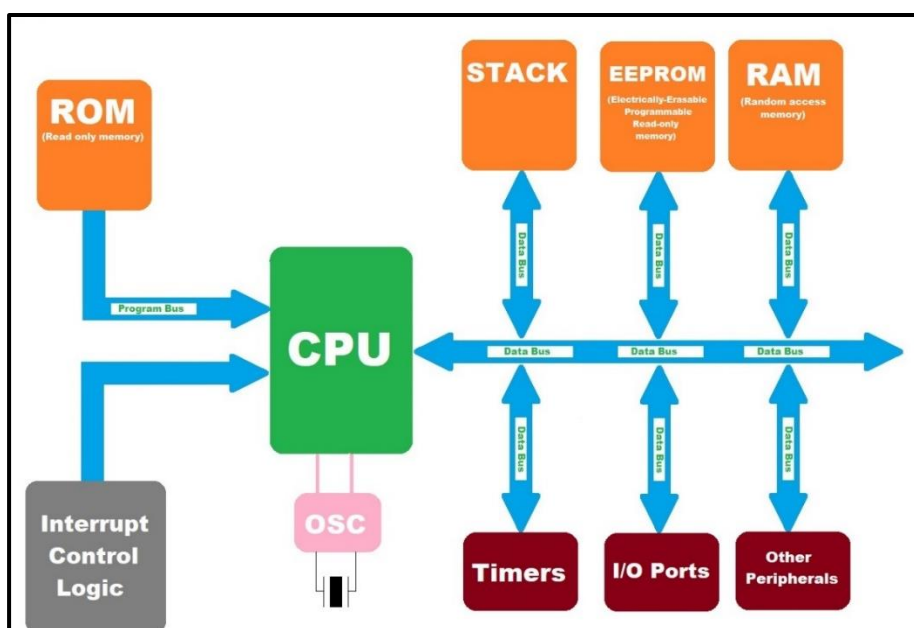 ROM
(Read only memory)
STACK
EEPROM
(Electrically-Erasable
Programmable
Read-only
memory)
RAM
(Random access
memory)
Data Bus
Data Bus
Data Bus
Program Bus
CPU
Data Bus
Data Bus
Data Bus
Data Bus
Data Bus
Data Bus
Interrupt
Control
Logic
OSC
Timers
I/O Ports
Other
Peripherals